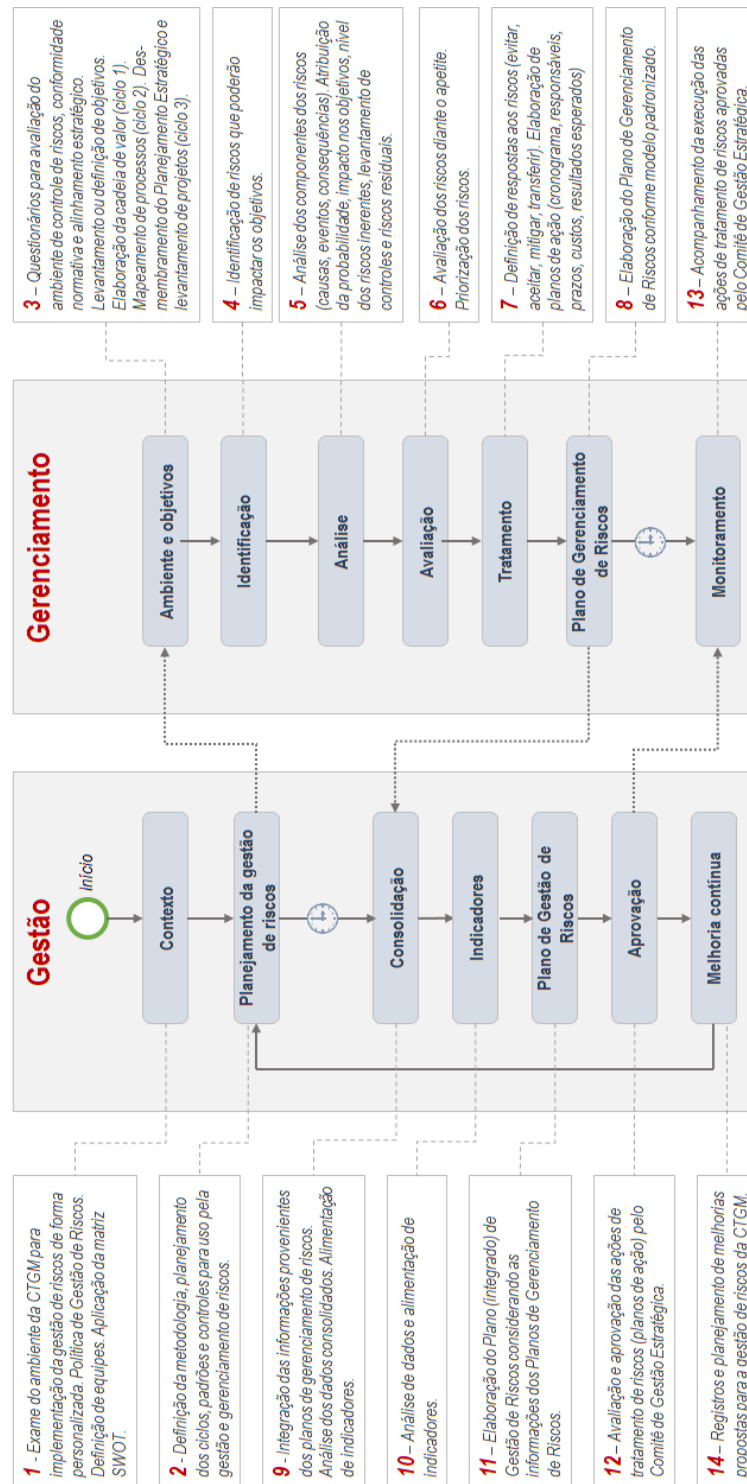 Gestão
Início
Contexto
Planejamento da gestão
de riscos
Consolidação
Indicadores
Plano de Gestão de
Riscos
Aprovação
Melhoria contínua
Gerenciamento
Ambiente e objetivos
Identificação
Análise
Avaliação
Tratamento
Plano de Gerenciamento
de Riscos
Monitoramento
1 - Exame do ambiente da CTGM para
implementação da gestão de riscos de forma
personalizada. Política de Gestão de Riscos.
Definição de equipes. Aplicação da matriz
SWOT.
2 - Definição da metodologia, planejamento
dos ciclos, padrões e controles para uso pela
gestão e gerenciamento de riscos.
9 - Integração das informações provenientes
dos planos de gerenciamento de riscos.
Análise dos dados consolidados. Alimentação
de indicadores.
10 – Análise de dados e alimentação de
indicadores.
11 – Elaboração do Plano (integrado) de
Gestão de Riscos considerando as
informações dos Planos de Gerenciamento
de Riscos.
12 – Avaliação e aprovação das ações de
tratamento de riscos (planos de ação) pelo
Comitê de Gestão Estratégica.
14 – Registros e planejamento de melhorias
propostas para a gestão de riscos da CTGM.
3 – Questionários para avaliação do
ambiente de controle de riscos, conformidade
normativa e alinhamento estratégico.
Levantamento ou definição de objetivos.
Elaboração da cadeia de valor (ciclo 1).
Mapeamento de processos (ciclo 2). Des-
membramento do Planejamento Estratégico e
levantamento de projetos (ciclo 3).
4 – Identificação de riscos que poderão
impactar os objetivos.
5 – Análise dos componentes dos riscos
(causas, eventos, consequências). Atribuição
da probabilidade, impacto nos objetivos, nível
dos riscos inerentes, levantamento de
controles e riscos residuais.
6 – Avaliação dos riscos diante o apetite.
Priorização dos riscos.
7 – Definição de respostas aos riscos (evitar,
aceitar, mitigar, transferir). Elaboração de
planos de ação (cronograma, responsáveis,
prazos, custos, resultados esperados)
8 – Elaboração do Plano de Gerenciamento
de Riscos conforme modelo padronizado.
13 – Acompanhamento da execução das
ações de tratamento de riscos aprovadas
pelo Comitê de Gestão Estratégica.